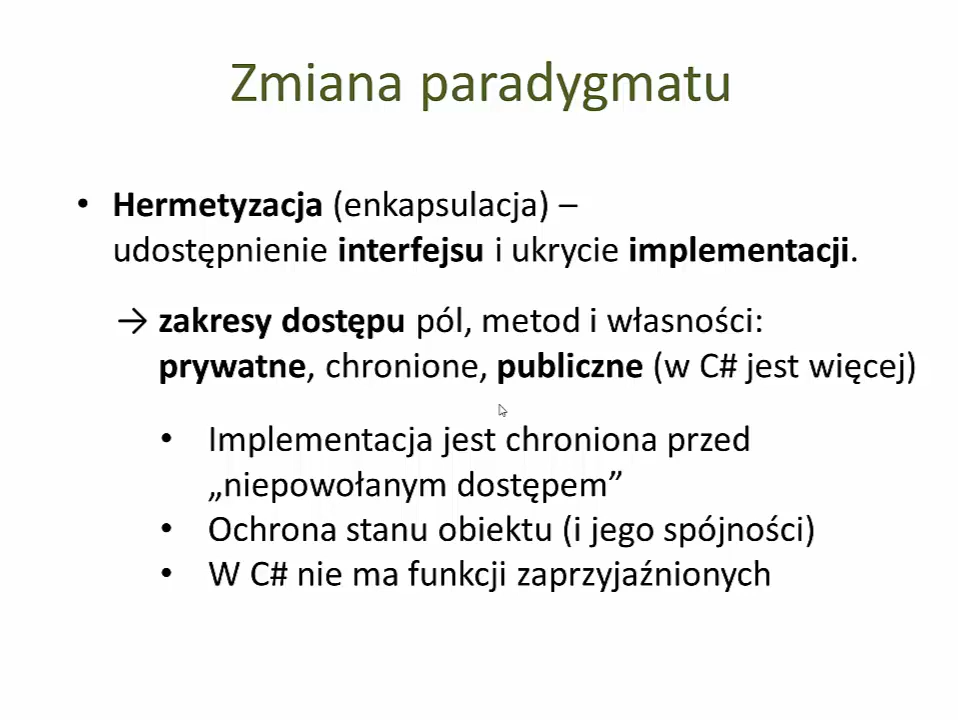 Zmiana paradygmatu
• Hermetyzacja (enkapsulacja) –
udostępnienie interfejsu i ukrycie implementacji.
→ zakresy dostępu pól, metod i własności:
prywatne, chronione, publiczne (w C# jest więcej)
• Implementacja jest chroniona przed
„niepowołanym dostępem”
• Ochrona stanu obiektu (i jego spójności)
• W C# nie ma funkcji zaprzyjaźnionych